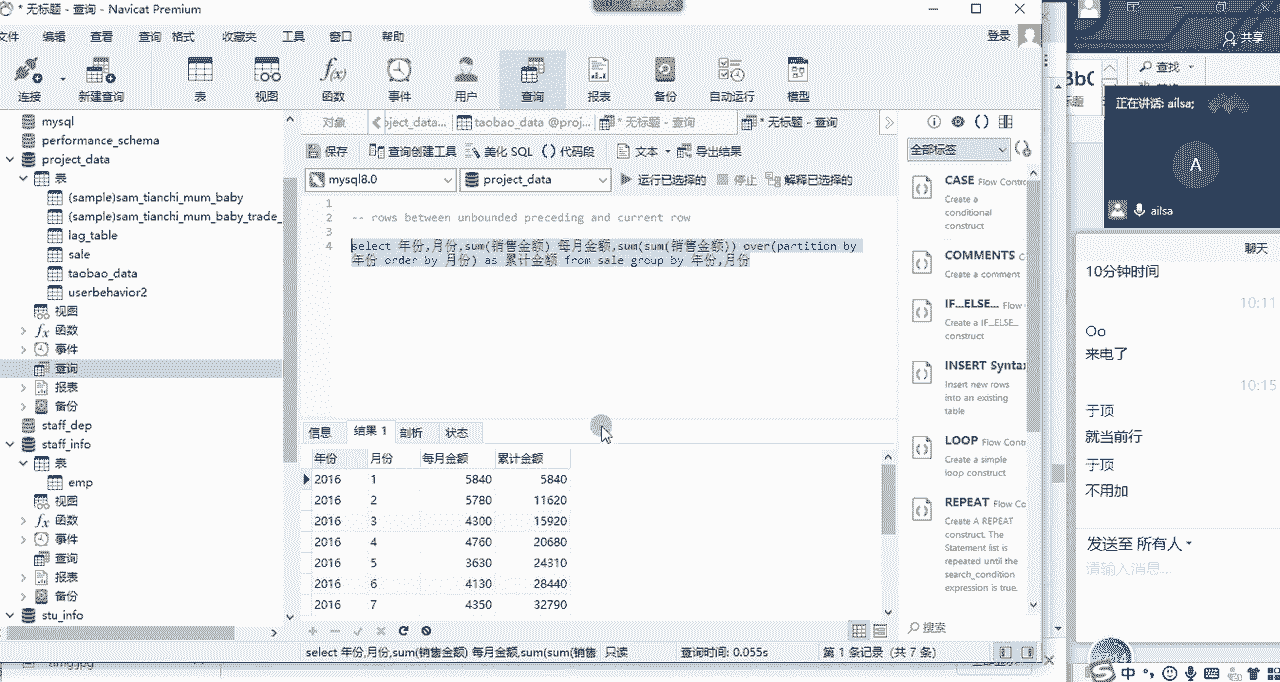 * 无标题 - 查询 - Navicat Premium
文件 编辑 查看 查询 格式 收藏夹 工具 窗口 帮助 登录
连接 新建查询 表 视图 函数 事件 用户 查询 报表 备份 自动运行 模型
mysql
performance_schema
project_data
表
(sample)sam_tianchi_mum_baby
(sample)sam_tianchi_mum_baby_trade_
lag_table
sale
taobao_data
userbehavior2
视图
函数
事件
查询
报表
备份
staff_dep
staff_info
表
emp
视图
函数
事件
查询
报表
备份
stu_info
对象 oject_data... taobao_data @proj... * 无标题 - 查询 * 无标题 - 查询
保存 查询创建工具 美化 SQL () 代码段 文本 导出结果
mysql8.0 project_data 运行已选择的 停止 解释已选择的
1
2 -- rows between unbounded preceding and current row
3
4 select 年份,月份,sum(销售金额) 每月金额,sum(sum(销售金额)) over(partition by
年份 order by 月份) as 累计金额 from sale group by 年份,月份
信息 结果 1 剖析 状态
年份 月份 每月金额 累计金额
2016 1 5840 5840
2016 2 5780 11620
2016 3 4300 15920
2016 4 4760 20680
2016 5 3630 24310
2016 6 4130 28440
2016 7 4350 32790
select 年份,月份,sum(销售金额) 每月金额,sum(sum(销售 只读 查询时间: 0.055s 第 1 条记录 (共 7 条)
全部标签
CASE Flow Contr
Create a
conditional
construct
COMMENTS C
Create a comment
IF...ELSE... Flow
Create a IF...ELSE...
construct
INSERT Syntax
Insert new rows
into an existing
table
LOOP Flow Contr
Create a simple
loop construct
REPEAT Flow Co
Create A REPEAT
construct. The
Statement list is
repeated until the
search_condition
expression is true.
搜索
共享
查找
正在讲话: ailsa;
A
ailsa
聊天
10分钟时间
10:11
Oo
来电了
10:15
于顶
就当前行
于顶
不用加
发送至 所有人
请输入消息...
中